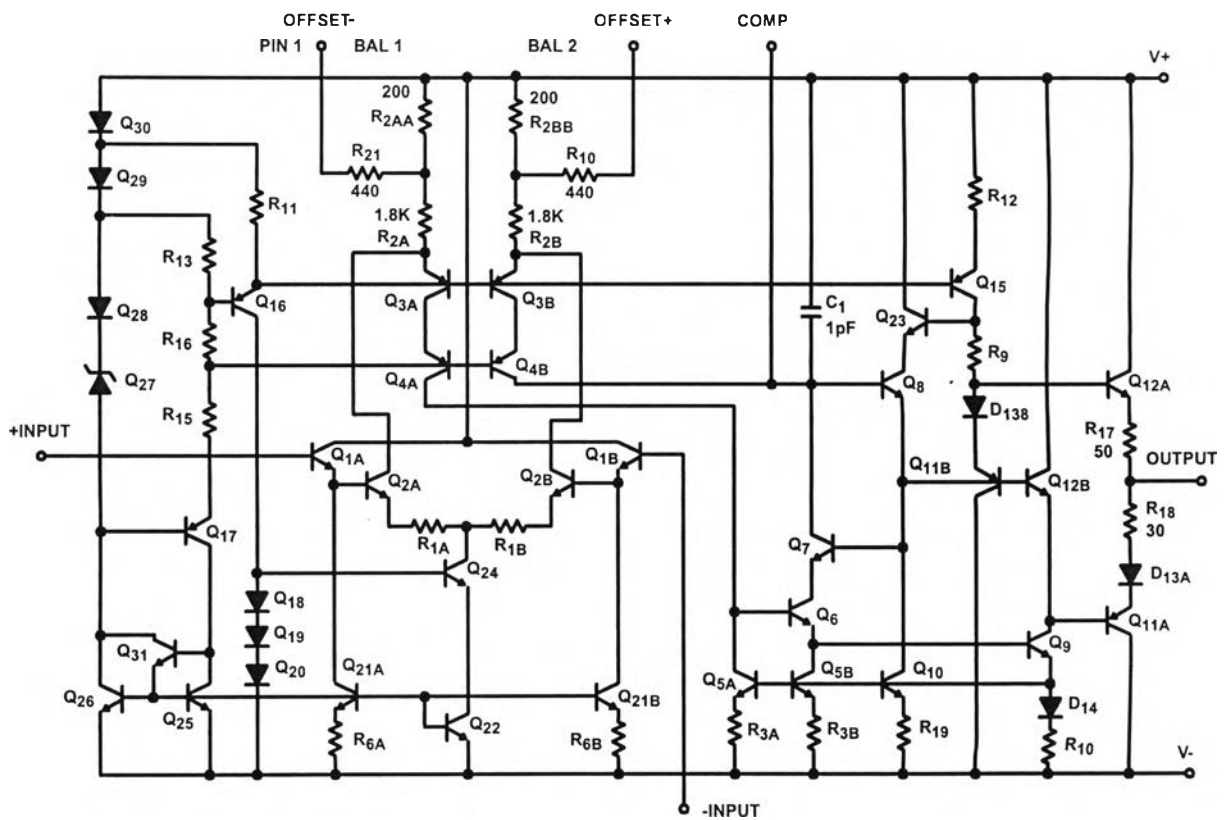 OFFSET- OFFSET+ COMP
PIN 1 BAL 1 BAL 2
V+
200 200
Q30 R2AA R2BB
R21 R10
Q29 440 440
R11 R12
1.8K 1.8K
R13 R2A R2B
Q16 Q15
Q3A Q3B C1
Q28 1pF Q23
R16 R9
Q4A Q4B Q8
Q27 Q12A
R15 D138
+INPUT R17
Q1A Q1B 50 OUTPUT
Q2A Q2B Q11B Q12B
R18
Q17 R1A R1B 30
Q24 Q7
D13A
Q18 Q6
Q31 Q19 Q11A
Q21A Q9
Q20 Q5A Q5B Q10
Q26 Q21B
Q25 D14
Q22
R6A R6B R3A R3B R19 R10
V-
-INPUT